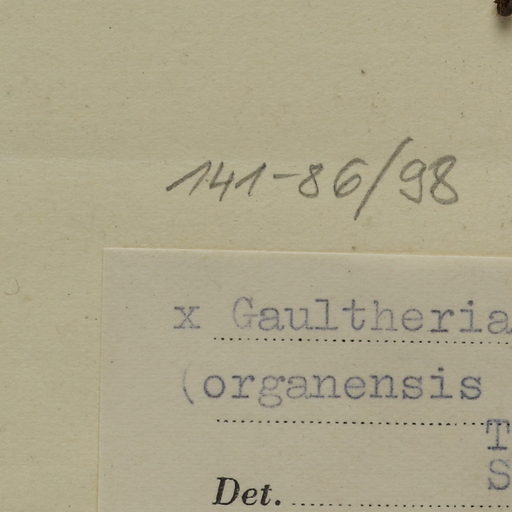 141-86/98
x Gaultheria
(organensis
T
S
Det.